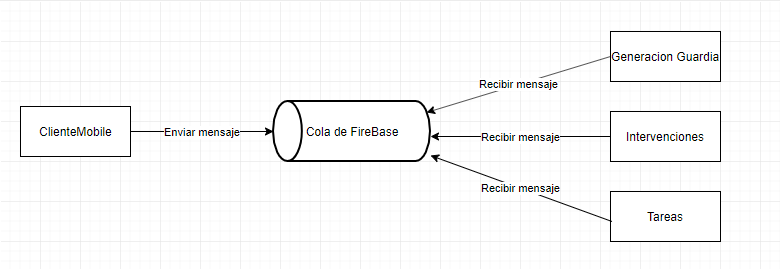 Generacion Guardia
Recibir mensaje
ClienteMobile
Enviar mensaje
Cola de FireBase
Recibir mensaje
Intervenciones
Recibir mensaje
Tareas